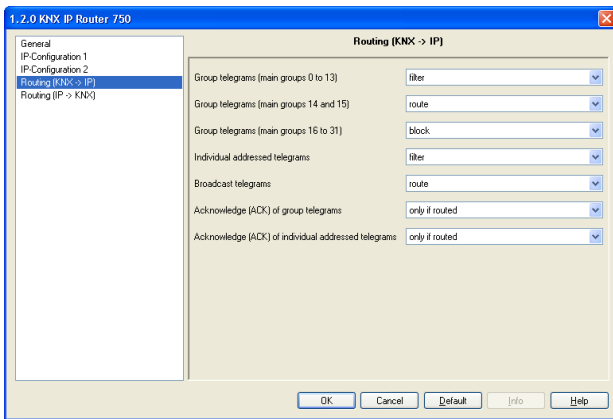 1.2.0 KNX IP Router 750
General
IP-Configuration 1
IP-Configuration 2
Routing (KNX -> IP)
Routing (IP -> KNX)
Routing (KNX -> IP)
Group telegrams (main groups 0 to 13) filter
Group telegrams (main groups 14 and 15) route
Group telegrams (main groups 16 to 31) block
Individual addressed telegrams filter
Broadcast telegrams route
Acknowledge (ACK) of group telegrams only if routed
Acknowledge (ACK) of individual addressed telegrams only if routed
OK Cancel Default Info Help